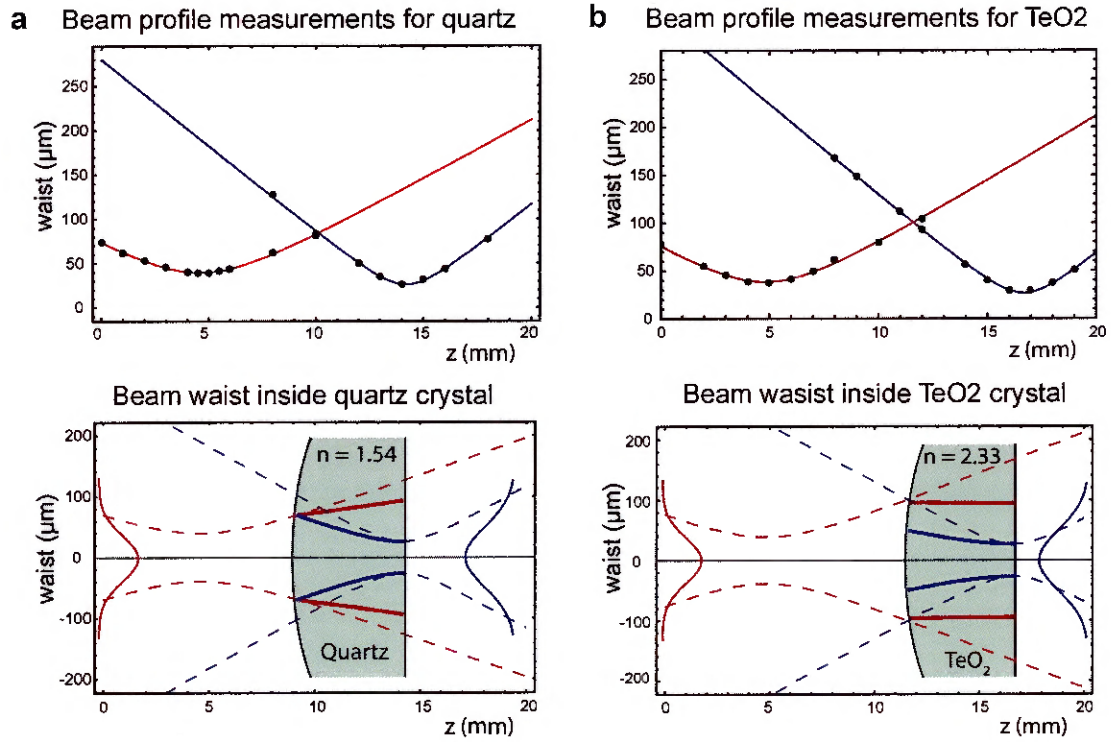 a Beam profile measurements for quartz
waist (µm)
250
200
150
100
50
0
0 5 10 15 20
z (mm)
b Beam profile measurements for TeO2
waist (µm)
250
200
150
100
50
0
0 5 10 15 20
z (mm)
Beam waist inside quartz crystal
waist (µm)
200
100
0
-100
-200
n = 1.54
Quartz
0 5 10 15 20
z (mm)
Beam wasist inside TeO2 crystal
waist (µm)
200
100
0
-100
-200
n = 2.33
TeO₂
0 5 10 15 20
z (mm)